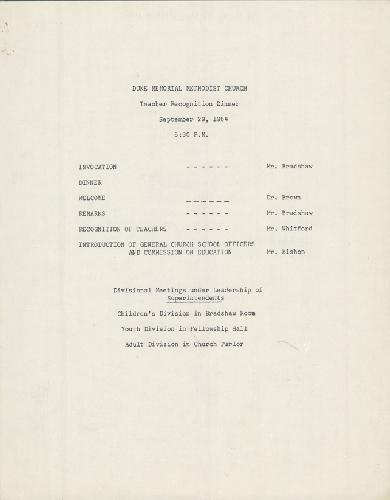 DUKE MEMORIAL METHODIST CHURCH
Teacher Recognition Dinner
September 29, 1964
6:30 P.M.
INVOCATION - - - - - - Mr. Bradshaw
DINNER
WELCOME _ _ _ _ _ _ Dr. Brown
REMARKS - - - - - - Mr. Bradshaw
RECOGNITION OF TEACHERS - - - - - - Mr. Whitford
INTRODUCTION OF GENERAL CHURCH SCHOOL OFFICERS
AND COMMISSION ON EDUCATION Mr.
Divisional Meetings under Leadership of
Superintendents
Children's Division in Bradshaw Room
Youth Division in Fellowship Hall
Adult Division in Church Parlor